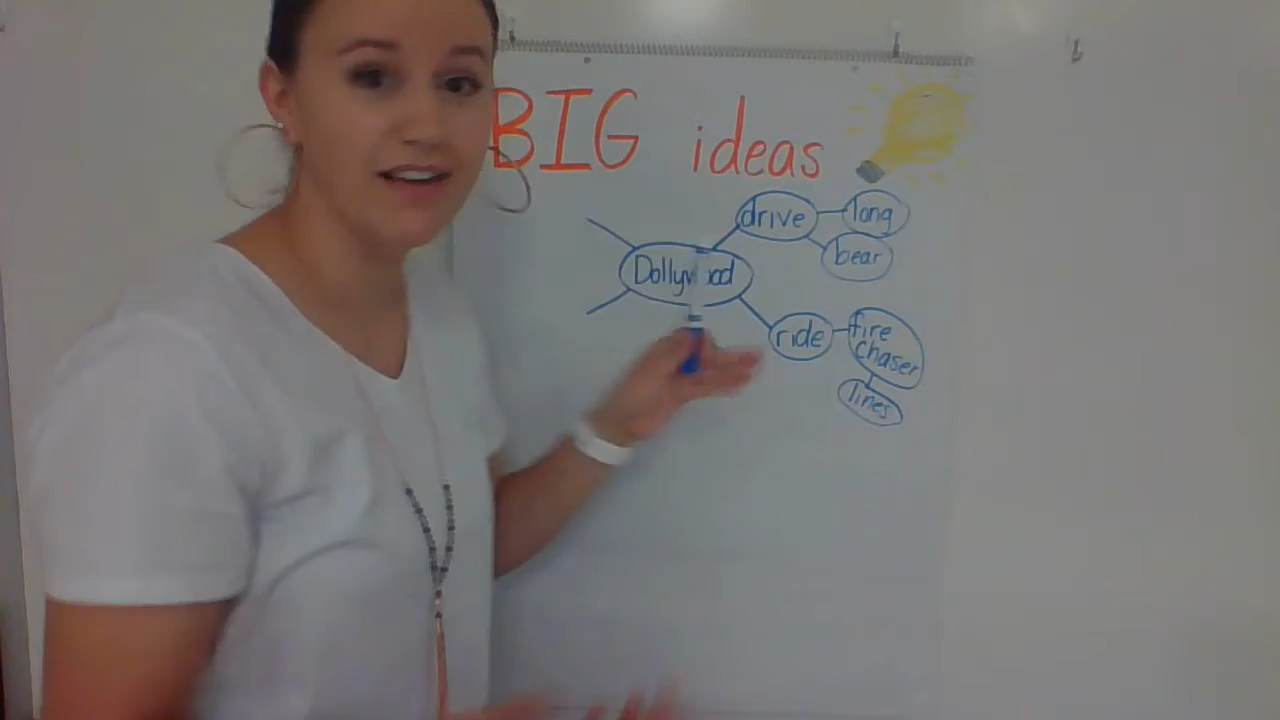 BIG ideas
drive
long
bear
Dollywood
ride
fire
chaser
lines